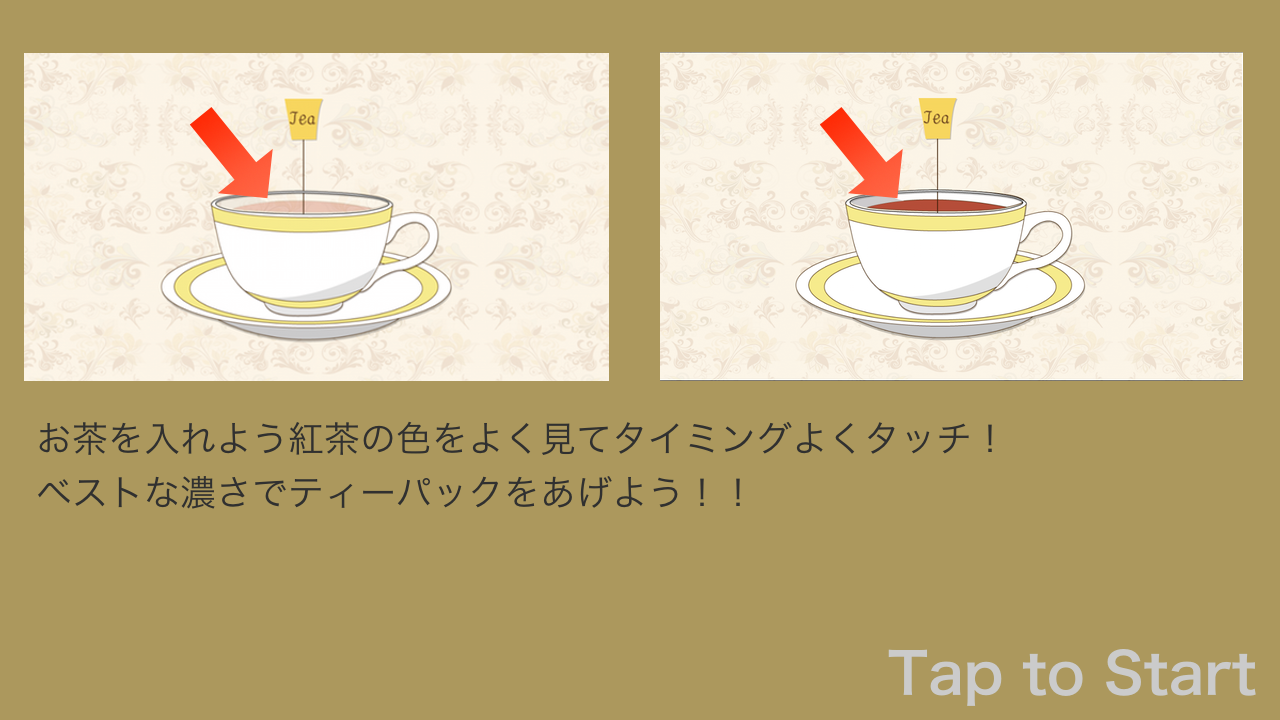 Tea
Tea
お茶を入れよう紅茶の色をよく見てタイミングよくタッチ！
ベストな濃さでティーパックをあげよう！！
Tap to Start